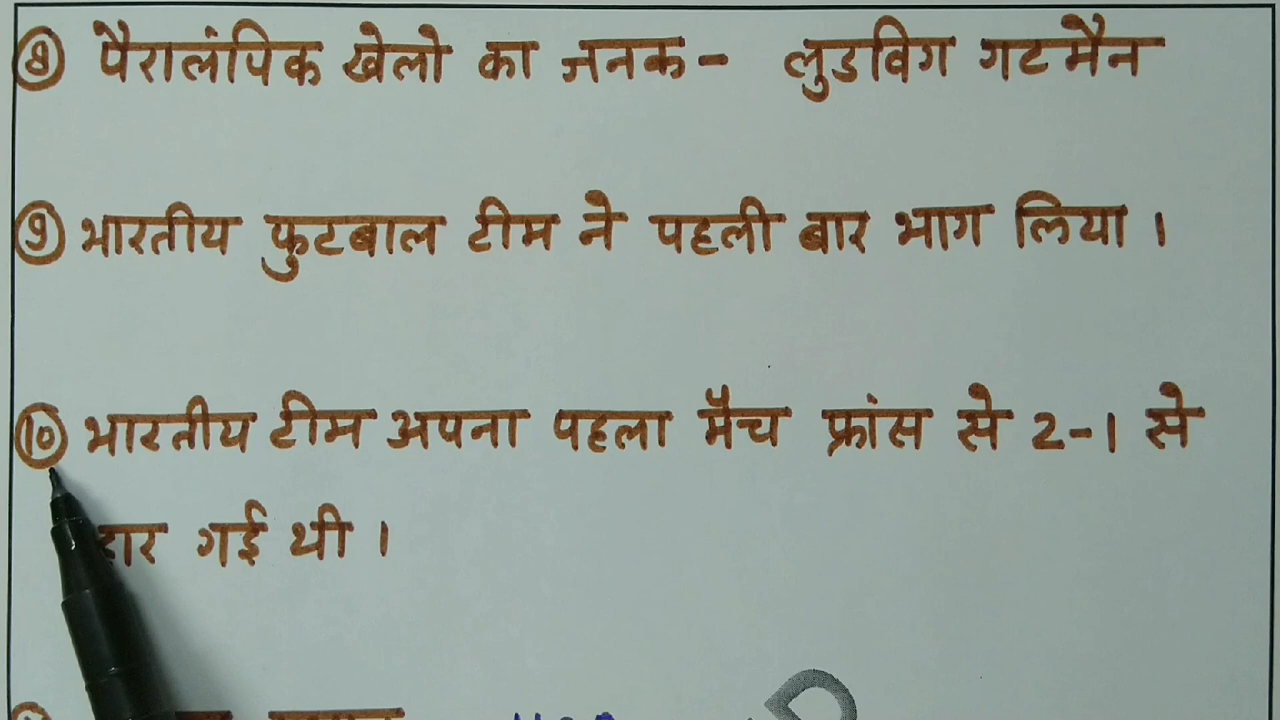 ⑧ पैरालंपिक खेलो का जनक - लुडविग गटमैन
⑨ भारतीय फुटबाल टीम ने पहली बार भाग लिया ।
⑩ भारतीय टीम अपना पहला मैच फ्रांस से 2-1 से
हार गई थी ।